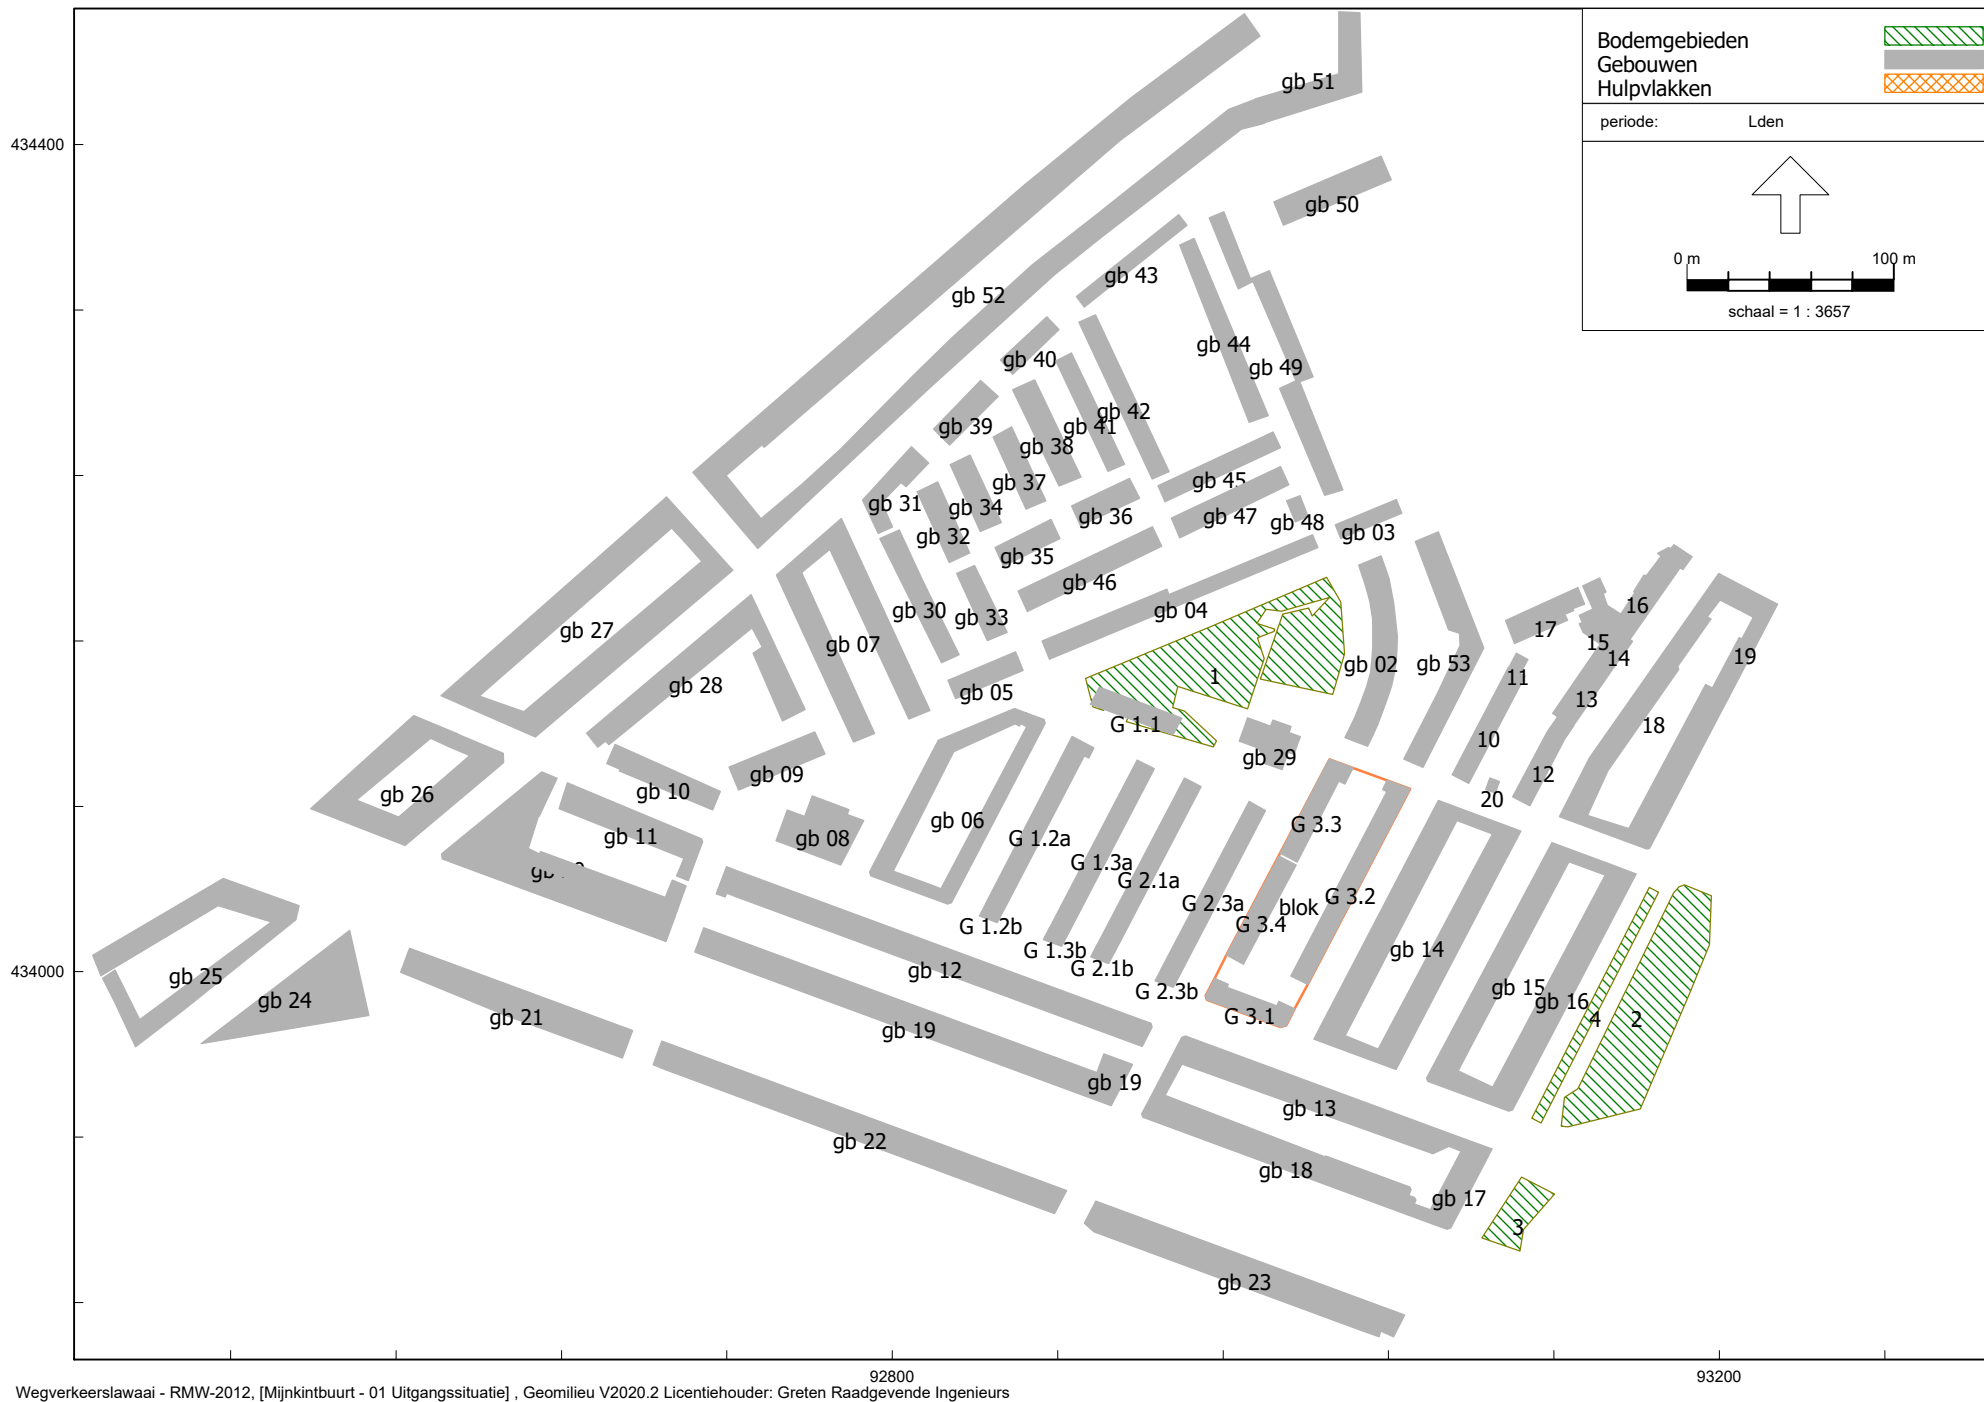 Bodemgebieden
Gebouwen
Hulpvlakken
periode: Lden
0 m 100 m
schaal = 1 : 3657
434400
434000
92800
93200
gb 51
gb 50
gb 52
gb 43
gb 44
gb 49
gb 40
gb 42
gb 41
gb 39
gb 38
gb 37
gb 45
gb 31
gb 34
gb 36
gb 47
gb 48
gb 03
gb 32
gb 35
gb 46
gb 30
gb 33
gb 04
gb 27
gb 07
gb 28
gb 05
1
G 1.1
gb 02
gb 53
16
17
15
14
19
11
13
18
10
12
20
gb 29
gb 09
gb 10
gb 26
gb 11
gb 08
gb 06
G 1.2a
G 1.3a
G 2.1a
G 2.3a
G 3.3
G 3.2
blok
G 3.4
G 1.2b
G 1.3b
G 2.1b
G 2.3b
G 3.1
gb 14
gb 15
gb 16
4
2
gb 25
gb 24
gb 21
gb 12
gb 19
gb 19
gb 13
gb 22
gb 18
gb 17
3
gb 23
Wegverkeerslawaai - RMW-2012, [Mijnkintbuurt - 01 Uitgangssituatie] , Geomilieu V2020.2 Licentiehouder: Greten Raadgevende Ingenieurs